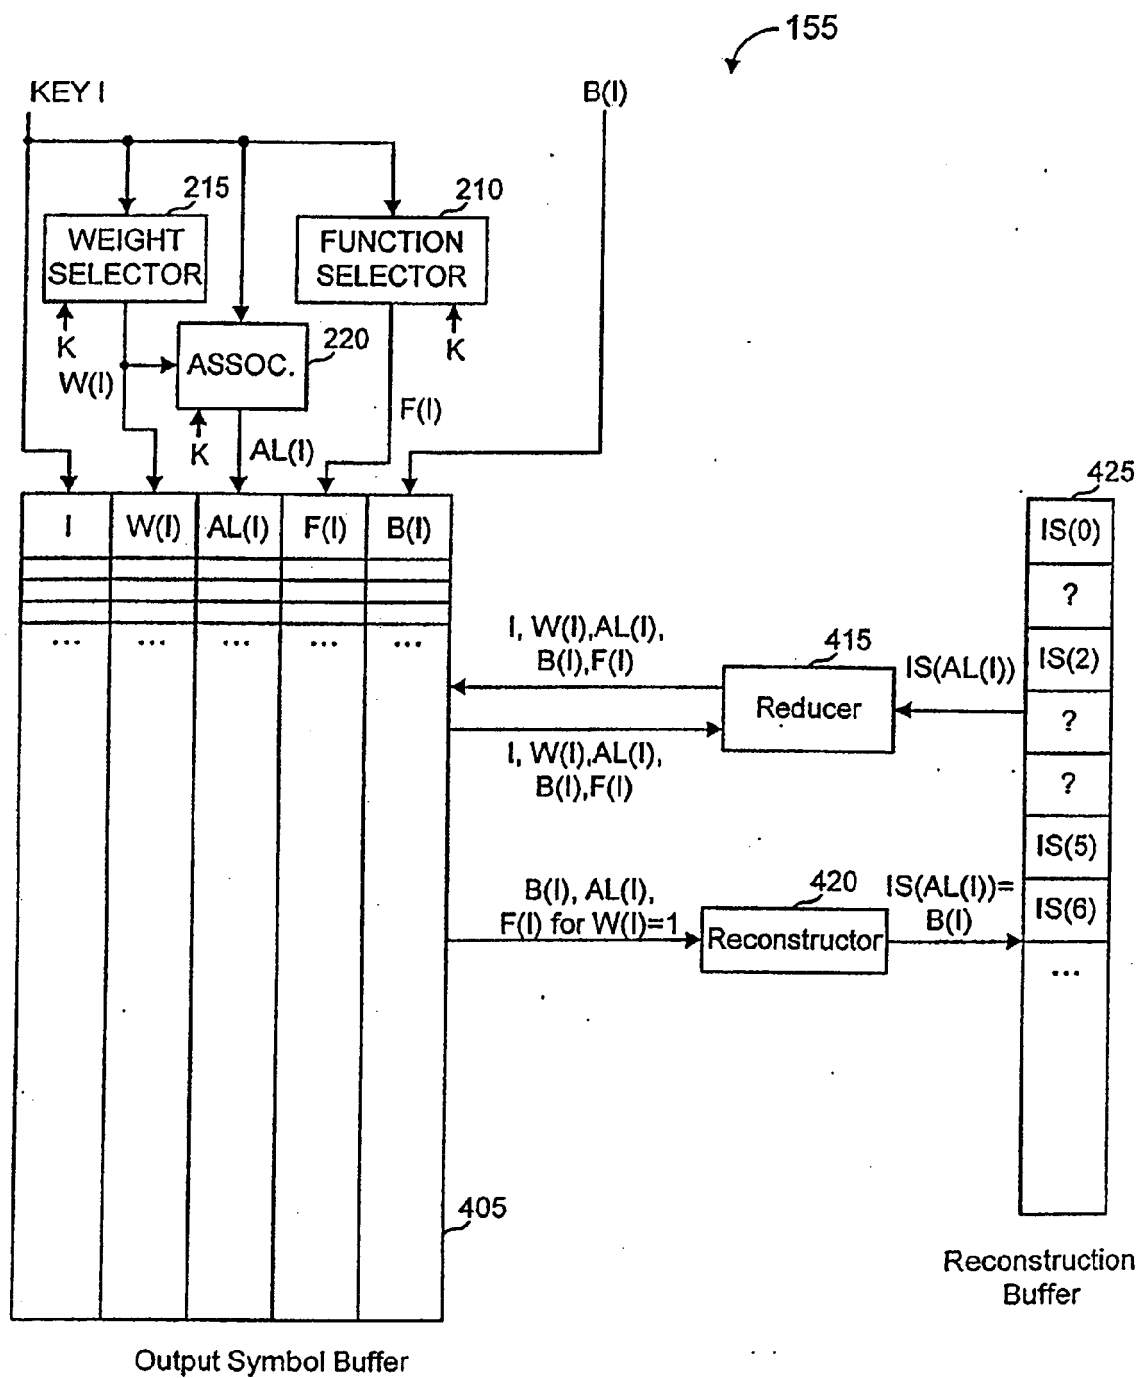 155
KEY I
B(I)
215
210
WEIGHT
SELECTOR
FUNCTION
SELECTOR
K
220
K
ASSOC.
W(I)
F(I)
K
AL(I)
425
I
W(I)
AL(I)
F(I)
B(I)
IS(0)
?
... ... ... ... ...
I, W(I),AL(I),
B(I),F(I)
415
IS(AL(I))
IS(2)
Reducer
?
I, W(I),AL(I),
B(I),F(I)
?
IS(5)
B(I), AL(I),
F(I) for W(I)=1
420
IS(AL(I))=
B(I)
IS(6)
Reconstructor
...
405
Reconstruction
Buffer
Output Symbol Buffer